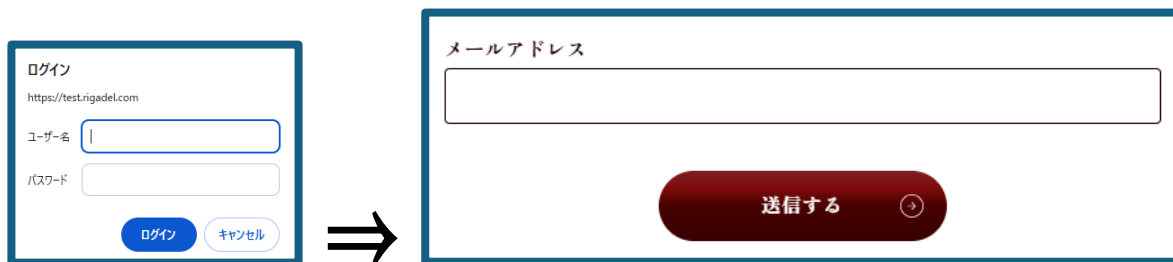 ログイン
https://test.rigadel.com
ユーザー名
パスワード
ログイン
キャンセル
⇒
メールアドレス
送信する